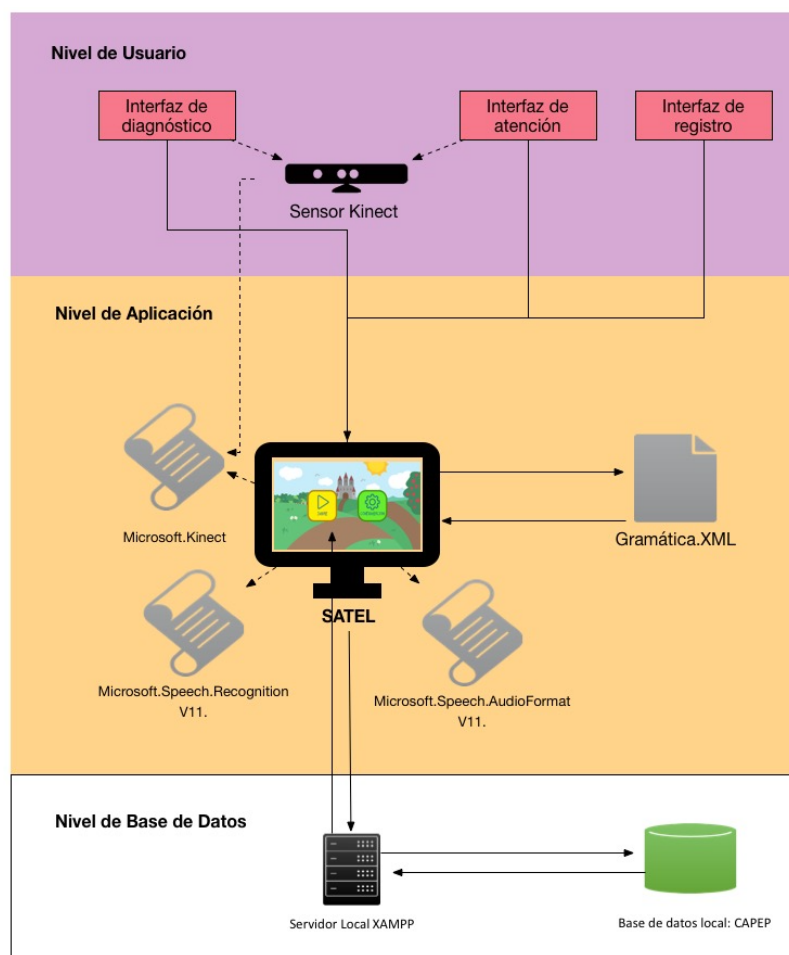 Nivel de Usuario
Interfaz de
diagnóstico
Interfaz de
atención
Interfaz de
registro
Sensor Kinect
Nivel de Aplicación
Microsoft.Kinect
Gramática.XML
SATEL
Microsoft.Speech.Recognition
V11.
Microsoft.Speech.AudioFormat
V11.
Nivel de Base de Datos
Servidor Local XAMPP
Base de datos local: CAPEP